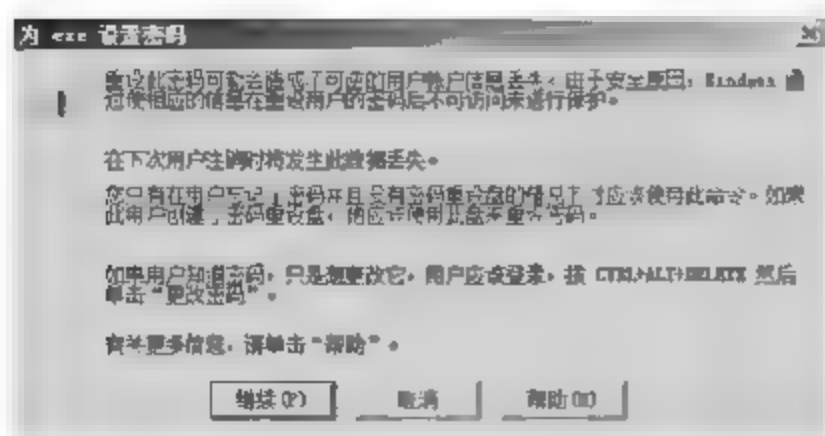 为 exe 设置密码
重设此密码可能会造成不可逆的用户帐户信息丢失。由于安全原因，Windows 通
过使相应的信息在重设用户的密码后不可访问来进行保护。
在下次用户注销时将发生此数据丢失。
您只有在用户忘记了密码并且没有密码重设盘的情况下才应该使用此命令。如果
此用户创建了密码重设盘，则应该使用此盘来重设密码。
如果用户知道密码，只是想更改它，用户应该登录，按 CTRL+ALT+DELETE 然后
单击“更改密码”。
有关更多信息，请单击“帮助”。
继续(P)
取消
帮助(H)